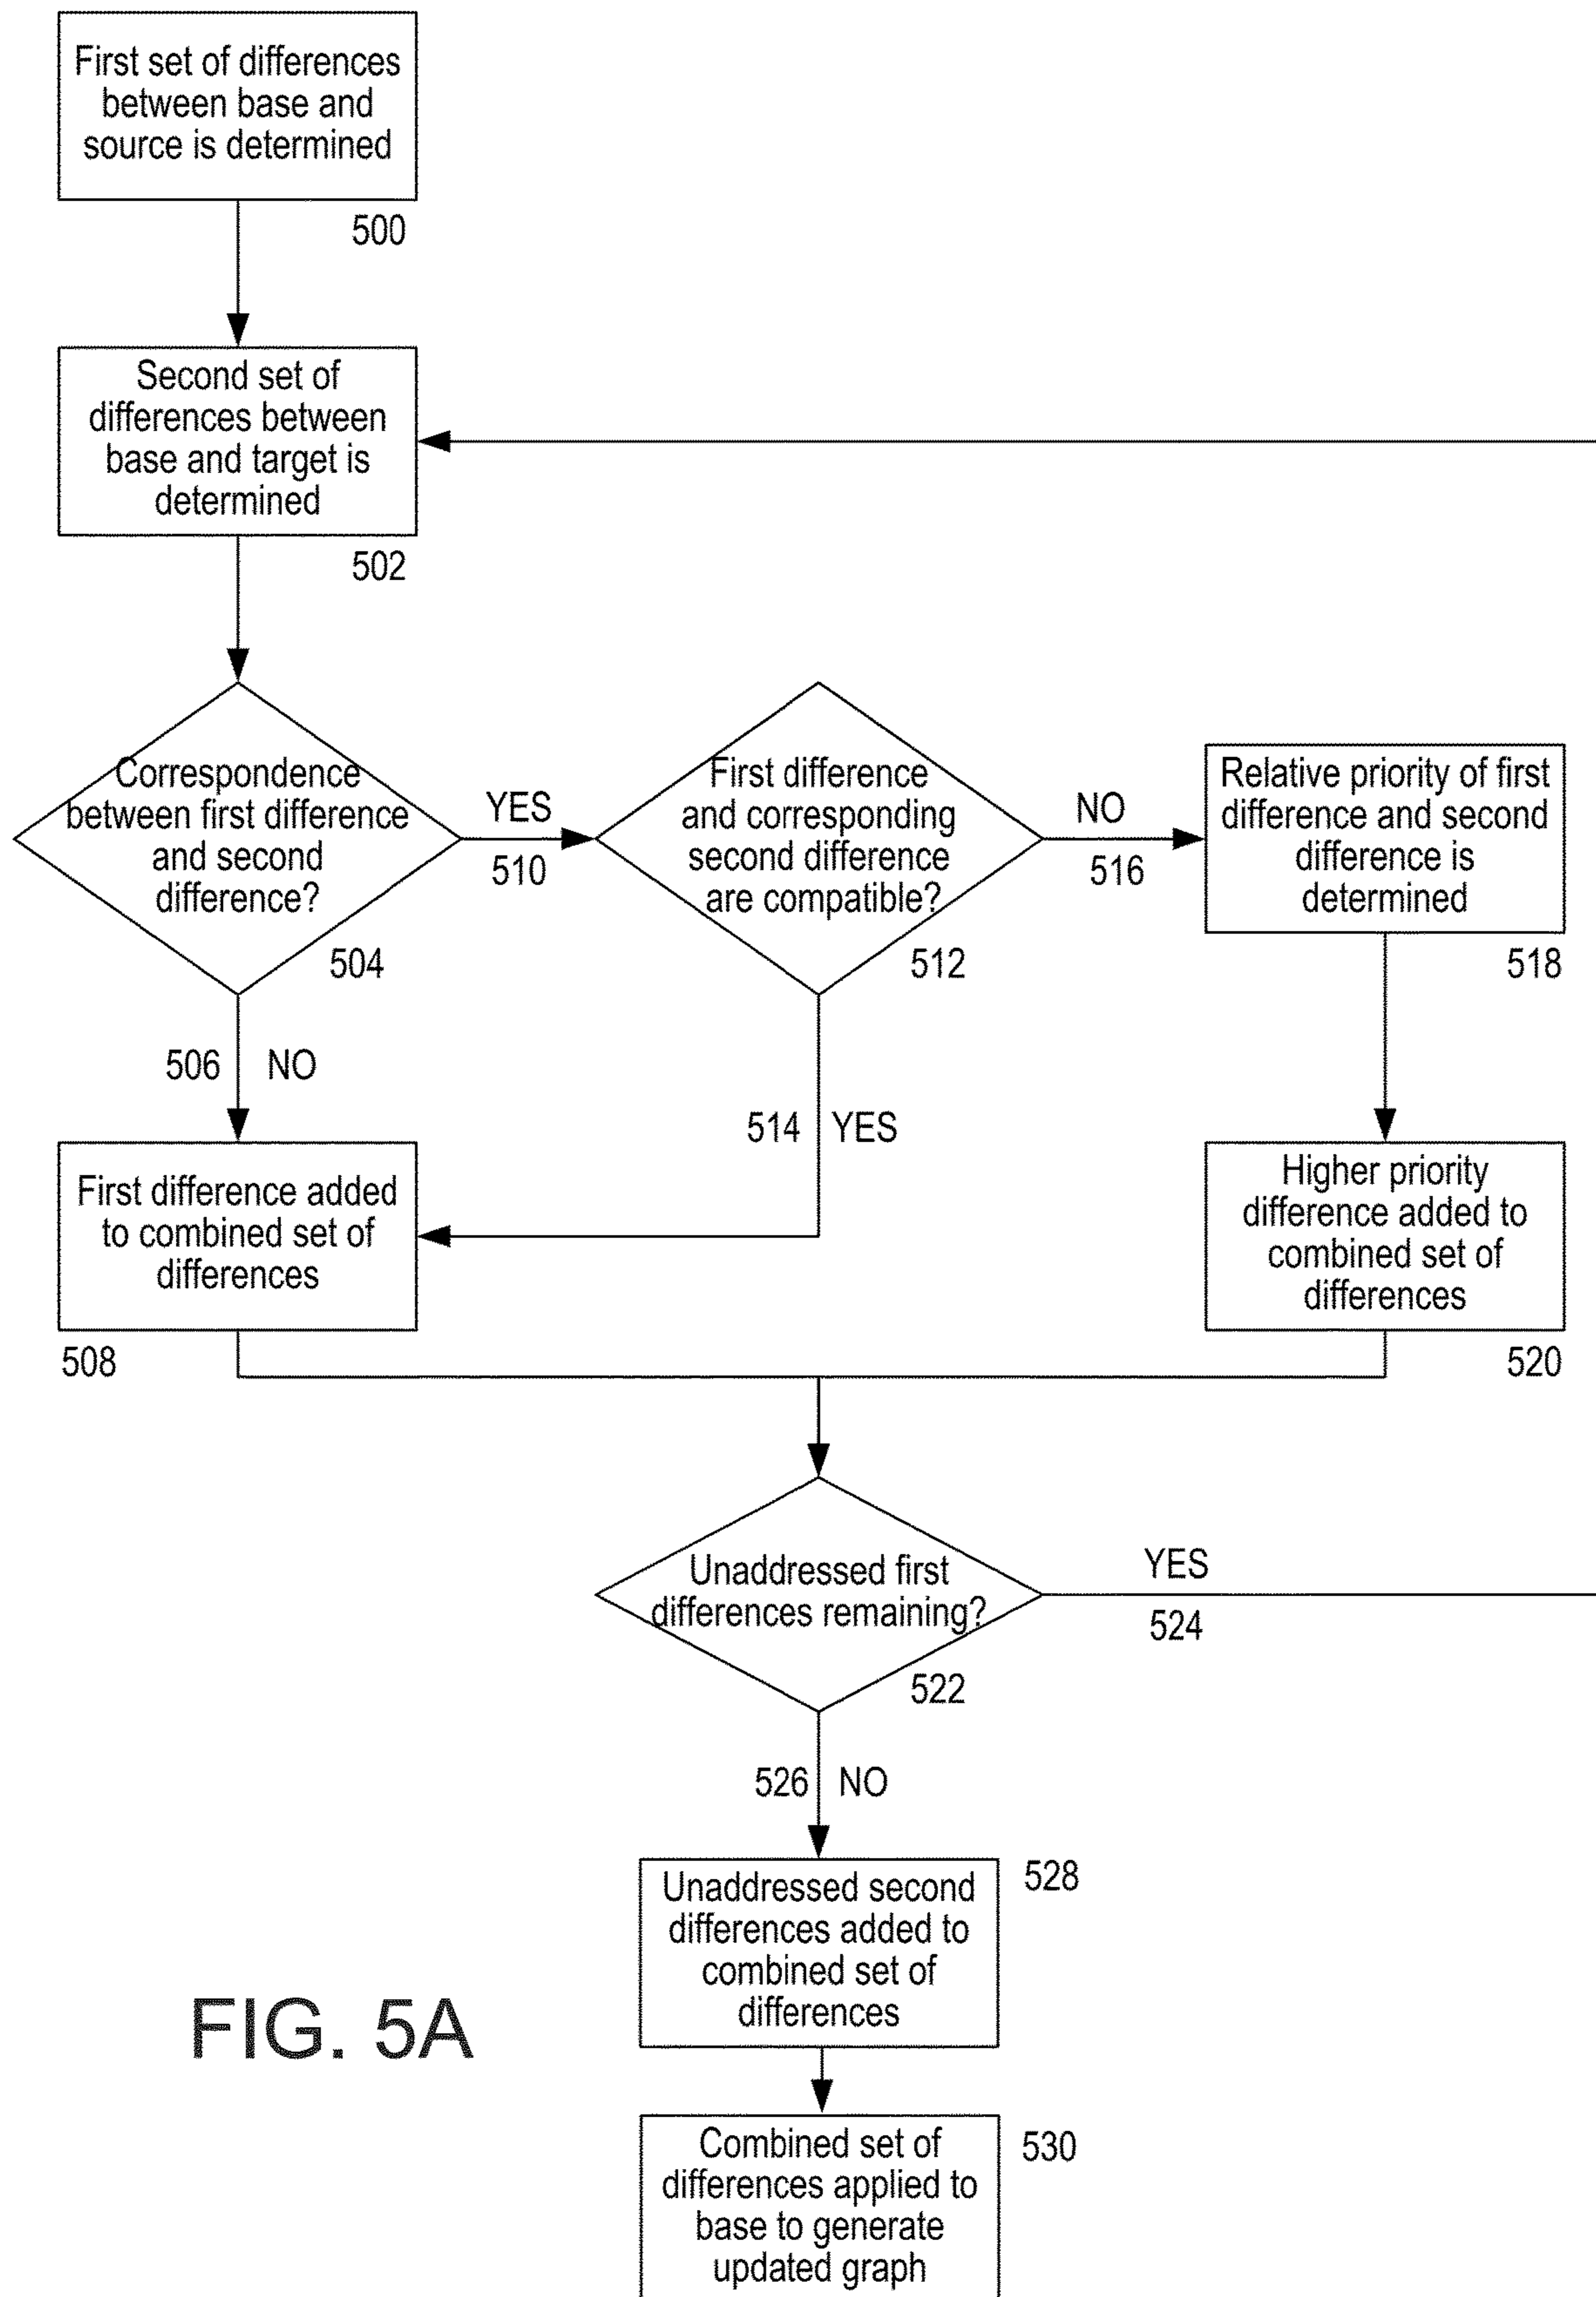 First set of differences
between base and
source is determined
500
Second set of
differences between
base and target is
determined
502
Correspondence
between first difference
and second
difference?
504
YES
510
First difference
and corresponding
second difference
are compatible?
512
NO
516
Relative priority of first
difference and second
difference is
determined
518
506 NO
514 YES
First difference added
to combined set of
differences
508
Higher priority
difference added to
combined set of
differences
520
Unaddressed first
differences remaining?
522
YES
524
526 NO
Unaddressed second
differences added to
combined set of
differences
528
Combined set of
differences applied to
base to generate
updated graph
530
FIG. 5A